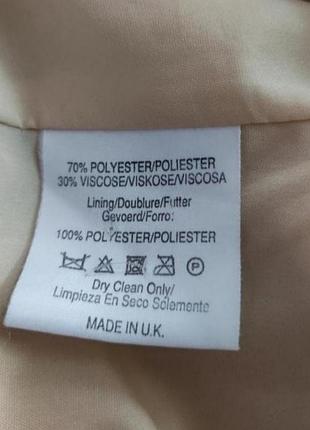 70% POLYESTER/POLIESTER
30% VISCOSE/VISKOSE/VISCOSA
Lining/Doublure/Futter
Gevoerd/Forro:
100% POLYESTER/POLIESTER
P
Dry Clean Only/
Limpieza En Seco Solemente
MADE IN U.K.